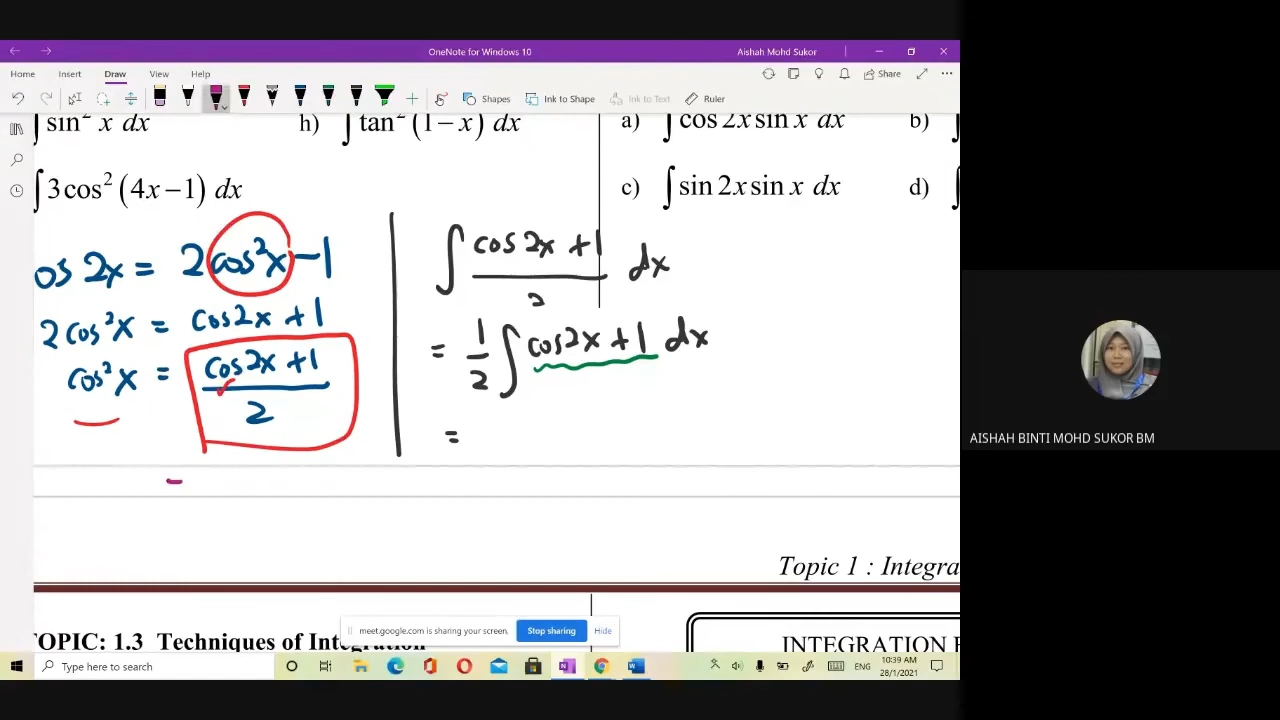 OneNote for Windows 10
Aishah Mohd Sukor
Home Insert Draw View Help
Share
Shapes Ink to Shape Ink to Text Ruler
∫ sin² x dx
h) ∫ tan² (1 − x) dx
a) ∫ cos 2x sin x dx
b) ∫
∫ 3cos² (4x − 1) dx
c) ∫ sin 2x sin x dx
d) ∫
os 2x = 2cos²x − 1
2cos²x = cos2x + 1
cos²x = (cos2x + 1)/2
∫ (cos2x + 1)/2 dx
= 1/2 ∫ cos2x + 1 dx
=
AISHAH BINTI MOHD SUKOR BM
Topic 1 : Integra
meet.google.com is sharing your screen. Stop sharing Hide
TOPIC: 1.3 Techniques of Integration
INTEGRATION
Type here to search
ENG
10:39 AM
28/1/2021